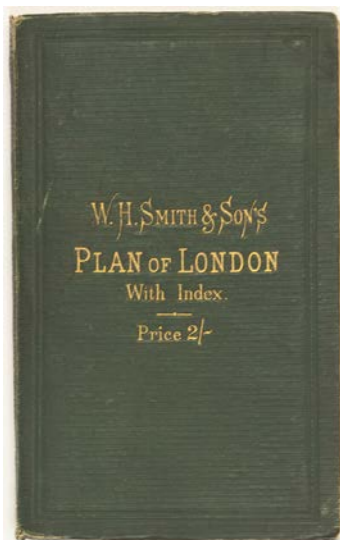 W. H. SMITH & SON'S
PLAN OF LONDON
With Index.
Price 2/-